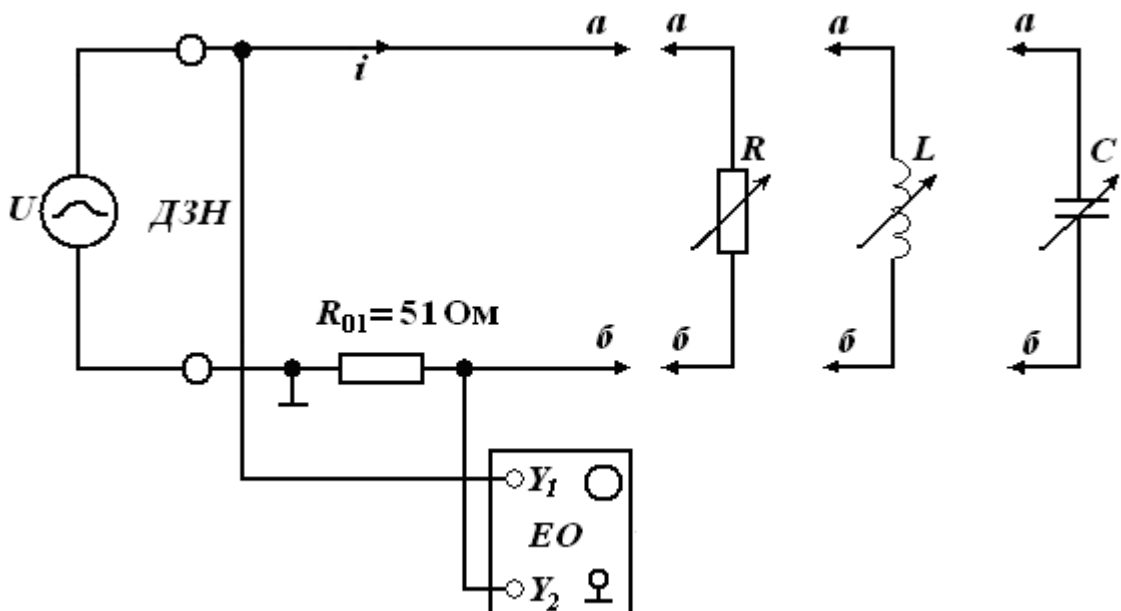 a a a a
i
R L C
U ДЗН
R01 = 51 Ом
б б б б
Y1
ЕО
Y2